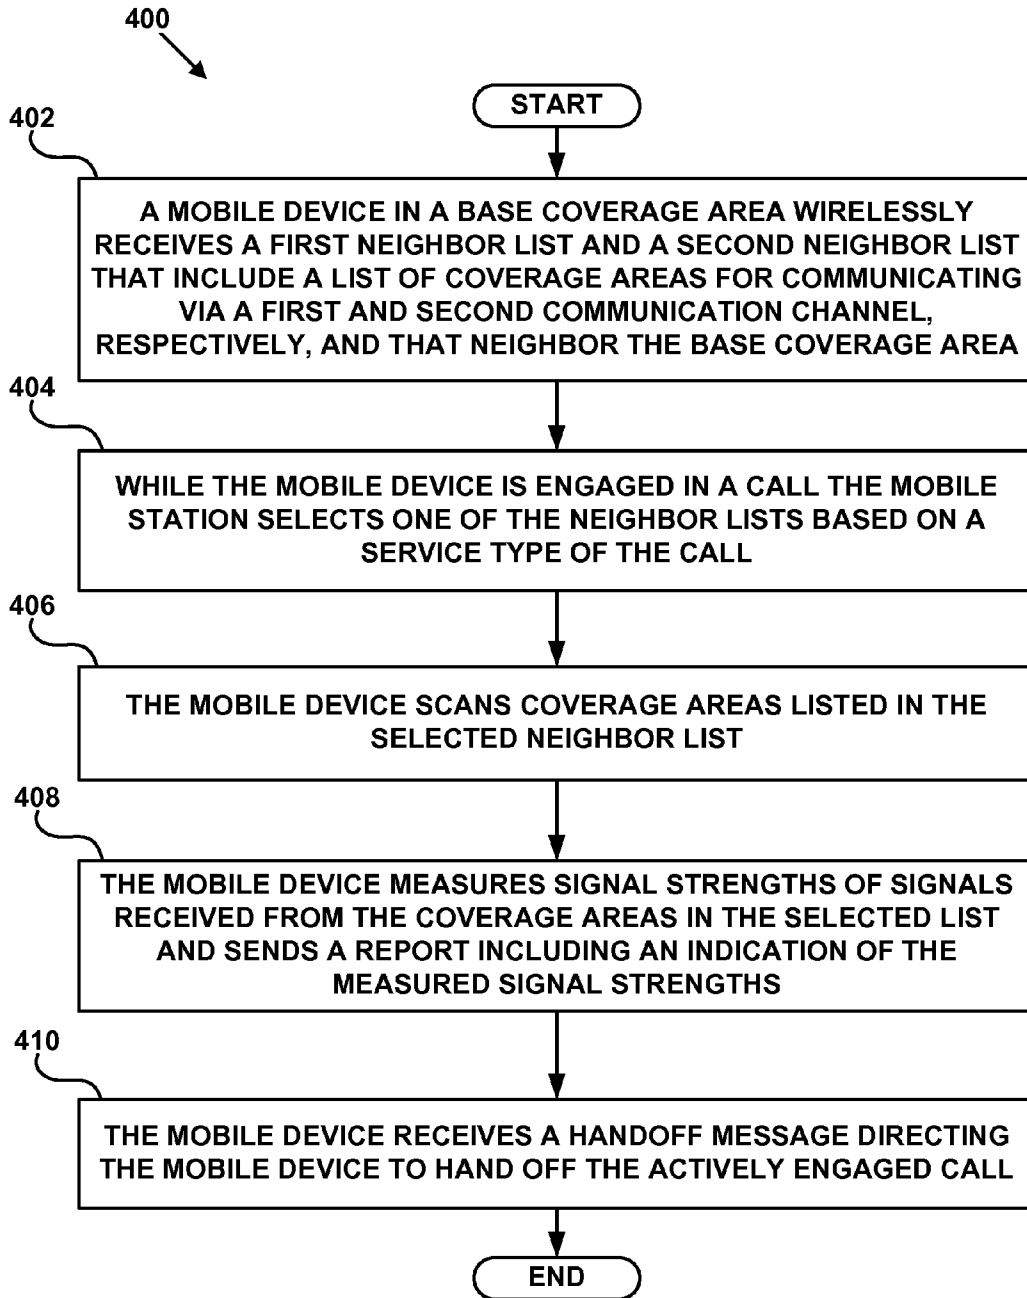 400
START
402
A MOBILE DEVICE IN A BASE COVERAGE AREA WIRELESSLY
RECEIVES A FIRST NEIGHBOR LIST AND A SECOND NEIGHBOR LIST
THAT INCLUDE A LIST OF COVERAGE AREAS FOR COMMUNICATING
VIA A FIRST AND SECOND COMMUNICATION CHANNEL,
RESPECTIVELY, AND THAT NEIGHBOR THE BASE COVERAGE AREA
404
WHILE THE MOBILE DEVICE IS ENGAGED IN A CALL THE MOBILE
STATION SELECTS ONE OF THE NEIGHBOR LISTS BASED ON A
SERVICE TYPE OF THE CALL
406
THE MOBILE DEVICE SCANS COVERAGE AREAS LISTED IN THE
SELECTED NEIGHBOR LIST
408
THE MOBILE DEVICE MEASURES SIGNAL STRENGTHS OF SIGNALS
RECEIVED FROM THE COVERAGE AREAS IN THE SELECTED LIST
AND SENDS A REPORT INCLUDING AN INDICATION OF THE
MEASURED SIGNAL STRENGTHS
410
THE MOBILE DEVICE RECEIVES A HANDOFF MESSAGE DIRECTING
THE MOBILE DEVICE TO HAND OFF THE ACTIVELY ENGAGED CALL
END